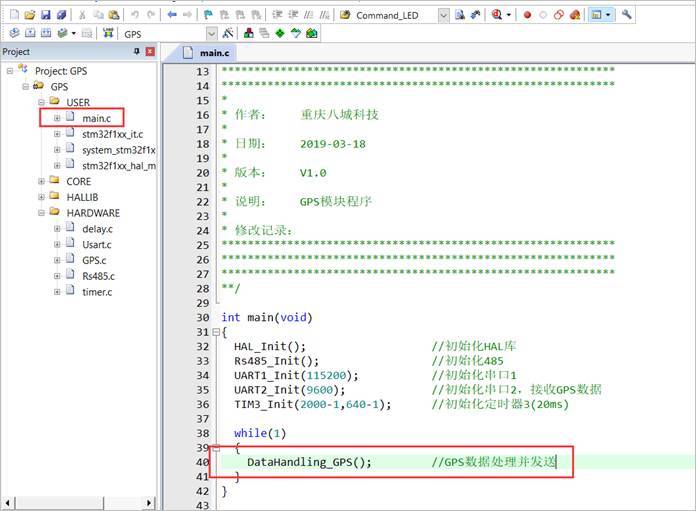 Command_LED
GPS
Project
main.c
Project: GPS
GPS
USER
main.c
stm32f1xx_it.c
system_stm32f1x
stm32f1xx_hal_m
CORE
HALLIB
HARDWARE
delay.c
Usart.c
GPS.c
Rs485.c
timer.c
13 ******************************************************
14 ******************************************************
15 *
16 * 作者: 重庆八城科技
17 *
18 * 日期: 2019-03-18
19 *
20 * 版本: V1.0
21 *
22 * 说明: GPS模块程序
23 *
24 * 修改记录:
25 ******************************************************
26 ******************************************************
27 ******************************************************
28 **/
29
30 int main(void)
31 {
32 HAL_Init(); //初始化HAL库
33 Rs485_Init(); //初始化485
34 UART1_Init(115200); //初始化串口1
35 UART2_Init(9600); //初始化串口2，接收GPS数据
36 TIM3_Init(2000-1,640-1); //初始化定时器3(20ms)
37
38 while(1)
39 {
40 DataHandling_GPS(); //GPS数据处理并发送
41 }
42 }
43